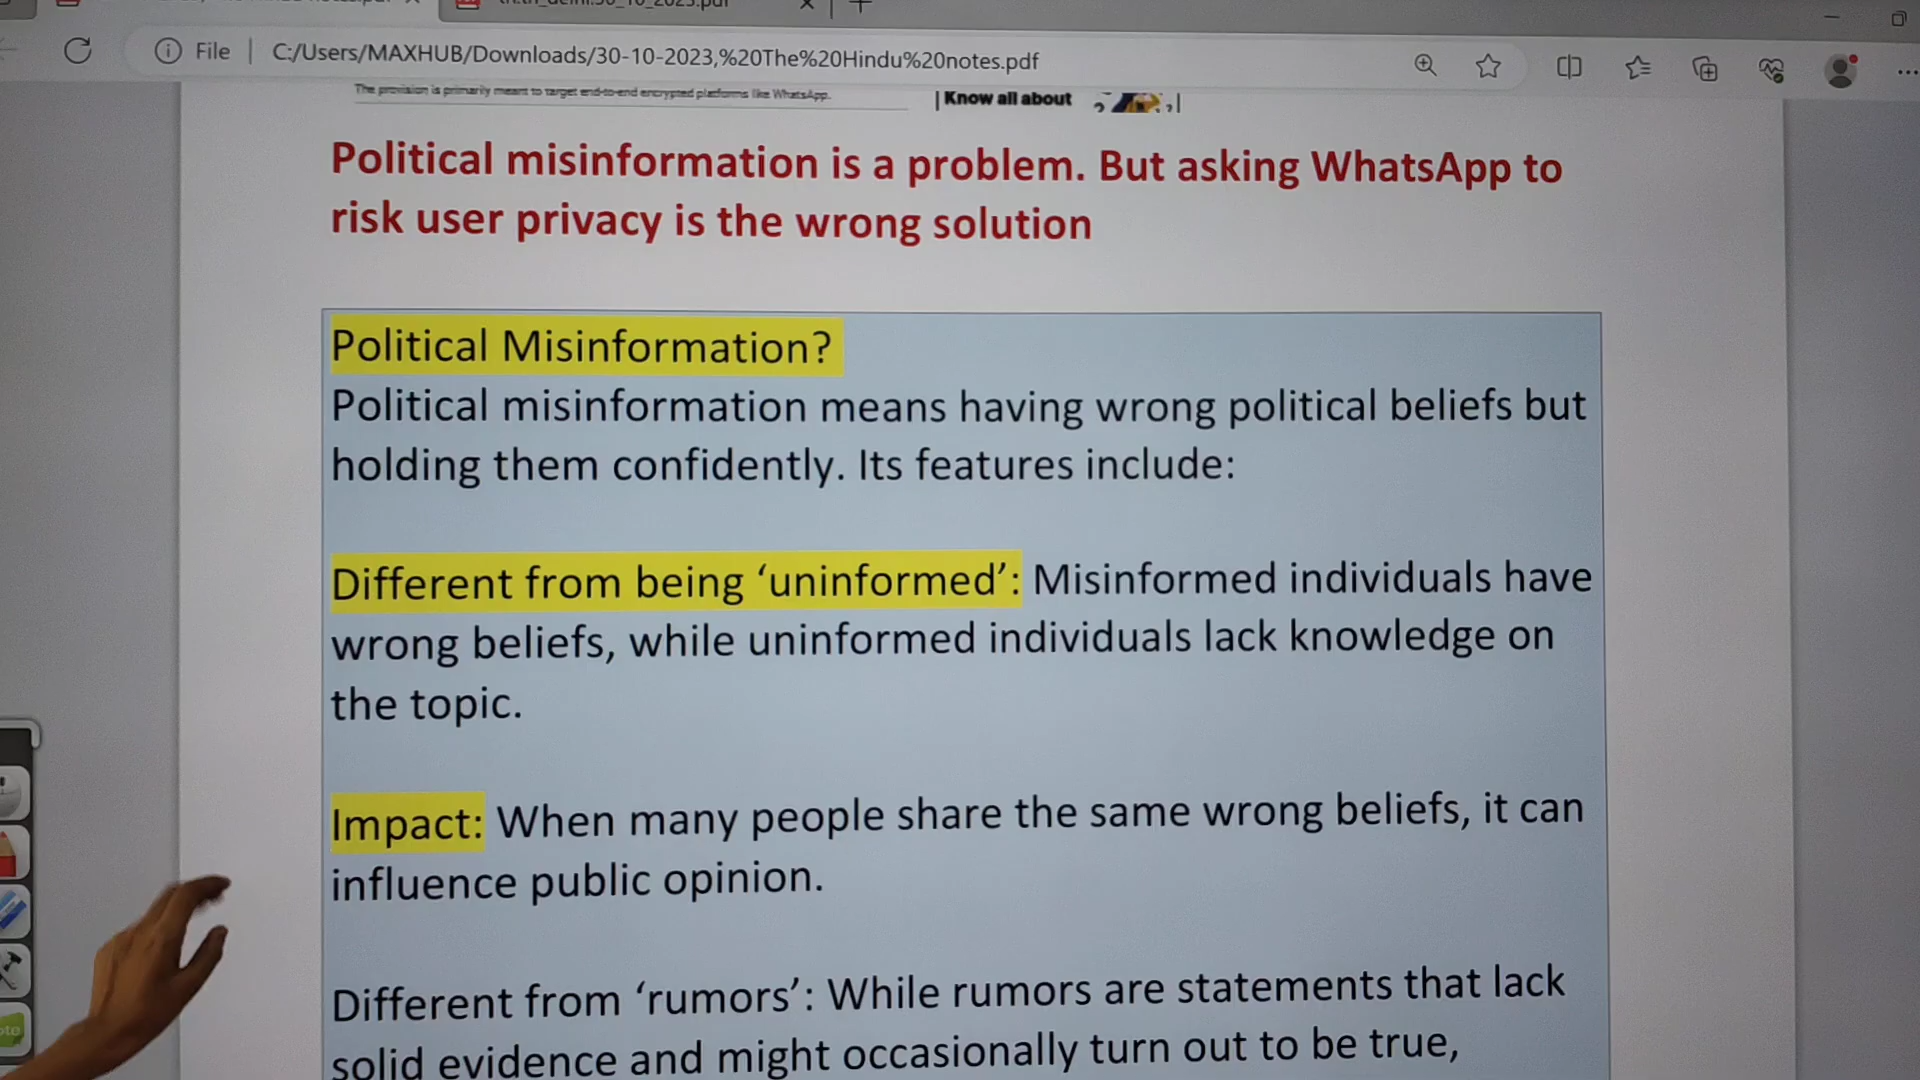 File C:/Users/MAXHUB/Downloads/30-10-2023,%20The%20Hindu%20notes.pdf
The provision is primarily meant to target end-to-end encrypted platforms like WhatsApp.
Know all about
Political misinformation is a problem. But asking WhatsApp to
risk user privacy is the wrong solution
Political Misinformation?
Political misinformation means having wrong political beliefs but
holding them confidently. Its features include:
Different from being ‘uninformed’: Misinformed individuals have
wrong beliefs, while uninformed individuals lack knowledge on
the topic.
Impact: When many people share the same wrong beliefs, it can
influence public opinion.
Different from ‘rumors’: While rumors are statements that lack
solid evidence and might occasionally turn out to be true,